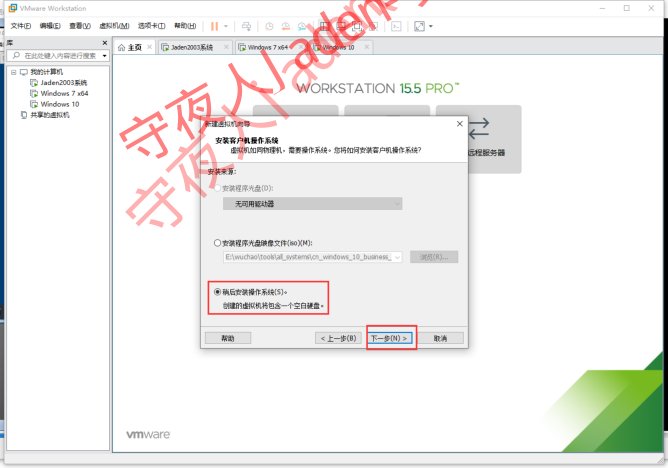 VMware Workstation
文件(F) 编辑(E) 查看(V) 虚拟机(M) 选项卡(T) 帮助(H)
库
在此处键入内容进行搜索
我的计算机
Jaden2003系统
Windows 7 x64
Windows 10
共享的虚拟机
主页
Jaden2003系统
Windows 7 x64
Windows 10
WORKSTATION 15.5 PRO™
远程服务器
新建虚拟机向导
安装客户机操作系统
虚拟机如同物理机，需要操作系统。您将如何安装客户机操作系统?
安装来源:
安装程序光盘(D):
无可用驱动器
安装程序光盘映像文件(iso)(M):
E:\wuchao\tools\all_systems\cn_windows_10_business_
浏览(R)...
稍后安装操作系统(S)。
创建的虚拟机将包含一个空白硬盘。
帮助
< 上一步(B)
下一步(N) >
取消
vmware
守夜人/
守夜人/